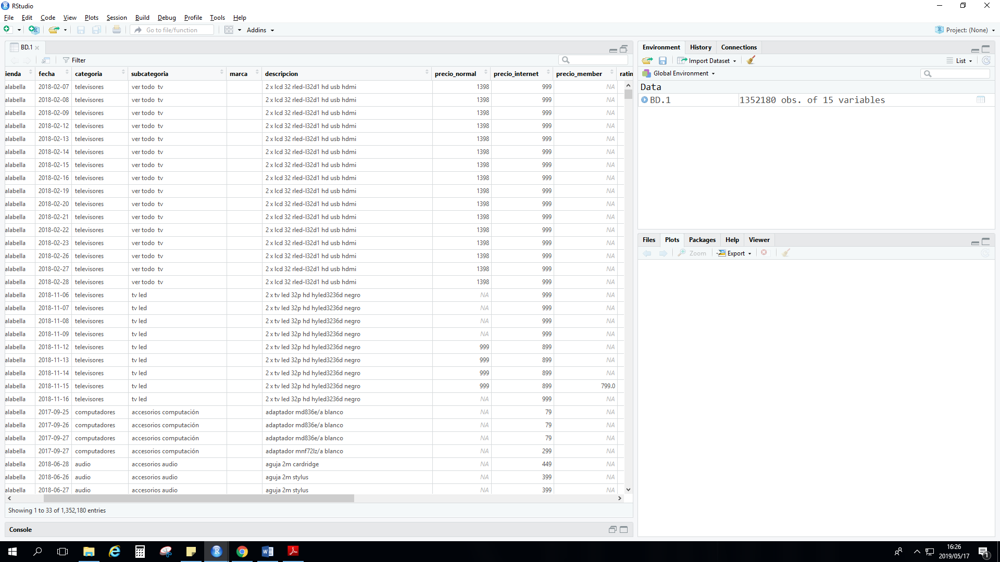 RStudio
File Edit Code View Plots Session Build Debug Profile Tools Help
Go to file/function Addins Project: (None)
BD.1
Filter
ienda fecha categoria subcategoria marca descripcion precio_normal precio_internet precio_member ratin
alabella 2018-02-07 televisores ver todo tv 2 x lcd 32 rled-l32d1 hd usb hdmi 1398 999 NA
alabella 2018-02-08 televisores ver todo tv 2 x lcd 32 rled-l32d1 hd usb hdmi 1398 999 NA
alabella 2018-02-09 televisores ver todo tv 2 x lcd 32 rled-l32d1 hd usb hdmi 1398 999 NA
alabella 2018-02-12 televisores ver todo tv 2 x lcd 32 rled-l32d1 hd usb hdmi 1398 999 NA
alabella 2018-02-13 televisores ver todo tv 2 x lcd 32 rled-l32d1 hd usb hdmi 1398 999 NA
alabella 2018-02-14 televisores ver todo tv 2 x lcd 32 rled-l32d1 hd usb hdmi 1398 999 NA
alabella 2018-02-15 televisores ver todo tv 2 x lcd 32 rled-l32d1 hd usb hdmi 1398 999 NA
alabella 2018-02-16 televisores ver todo tv 2 x lcd 32 rled-l32d1 hd usb hdmi 1398 999 NA
alabella 2018-02-19 televisores ver todo tv 2 x lcd 32 rled-l32d1 hd usb hdmi 1398 999 NA
alabella 2018-02-20 televisores ver todo tv 2 x lcd 32 rled-l32d1 hd usb hdmi 1398 999 NA
alabella 2018-02-21 televisores ver todo tv 2 x lcd 32 rled-l32d1 hd usb hdmi 1398 999 NA
alabella 2018-02-22 televisores ver todo tv 2 x lcd 32 rled-l32d1 hd usb hdmi 1398 999 NA
alabella 2018-02-23 televisores ver todo tv 2 x lcd 32 rled-l32d1 hd usb hdmi 1398 999 NA
alabella 2018-02-26 televisores ver todo tv 2 x lcd 32 rled-l32d1 hd usb hdmi 1398 999 NA
alabella 2018-02-27 televisores ver todo tv 2 x lcd 32 rled-l32d1 hd usb hdmi 1398 999 NA
alabella 2018-02-28 televisores ver todo tv 2 x lcd 32 rled-l32d1 hd usb hdmi 1398 999 NA
alabella 2018-11-06 televisores tv led 2 x tv led 32p hd hyled3236d negro NA 999 NA
alabella 2018-11-07 televisores tv led 2 x tv led 32p hd hyled3236d negro NA 999 NA
alabella 2018-11-08 televisores tv led 2 x tv led 32p hd hyled3236d negro NA 999 NA
alabella 2018-11-09 televisores tv led 2 x tv led 32p hd hyled3236d negro NA 999 NA
alabella 2018-11-12 televisores tv led 2 x tv led 32p hd hyled3236d negro 999 899 NA
alabella 2018-11-13 televisores tv led 2 x tv led 32p hd hyled3236d negro 999 899 NA
alabella 2018-11-14 televisores tv led 2 x tv led 32p hd hyled3236d negro 999 899 NA
alabella 2018-11-15 televisores tv led 2 x tv led 32p hd hyled3236d negro 999 899 799.0
alabella 2018-11-16 televisores tv led 2 x tv led 32p hd hyled3236d negro NA 999 NA
alabella 2017-09-25 computadores accesorios computación adaptador md836e/a blanco NA 79 NA
alabella 2017-09-26 computadores accesorios computación adaptador md836e/a blanco NA 79 NA
alabella 2017-09-27 computadores accesorios computación adaptador md836e/a blanco NA 79 NA
alabella 2017-09-27 computadores accesorios computación adaptador mnf72lz/a blanco NA 299 NA
alabella 2018-06-28 audio accesorios audio aguja 2m cardridge NA 449 NA
alabella 2018-06-26 audio accesorios audio aguja 2m stylus NA 399 NA
alabella 2018-06-27 audio accesorios audio aguja 2m stylus NA 399 NA
Showing 1 to 33 of 1,352,180 entries
Console
Environment History Connections
Import Dataset List
Global Environment
Data
BD.1 1352180 obs. of 15 variables
Files Plots Packages Help Viewer
Zoom Export
16:26
2019/05/17
1